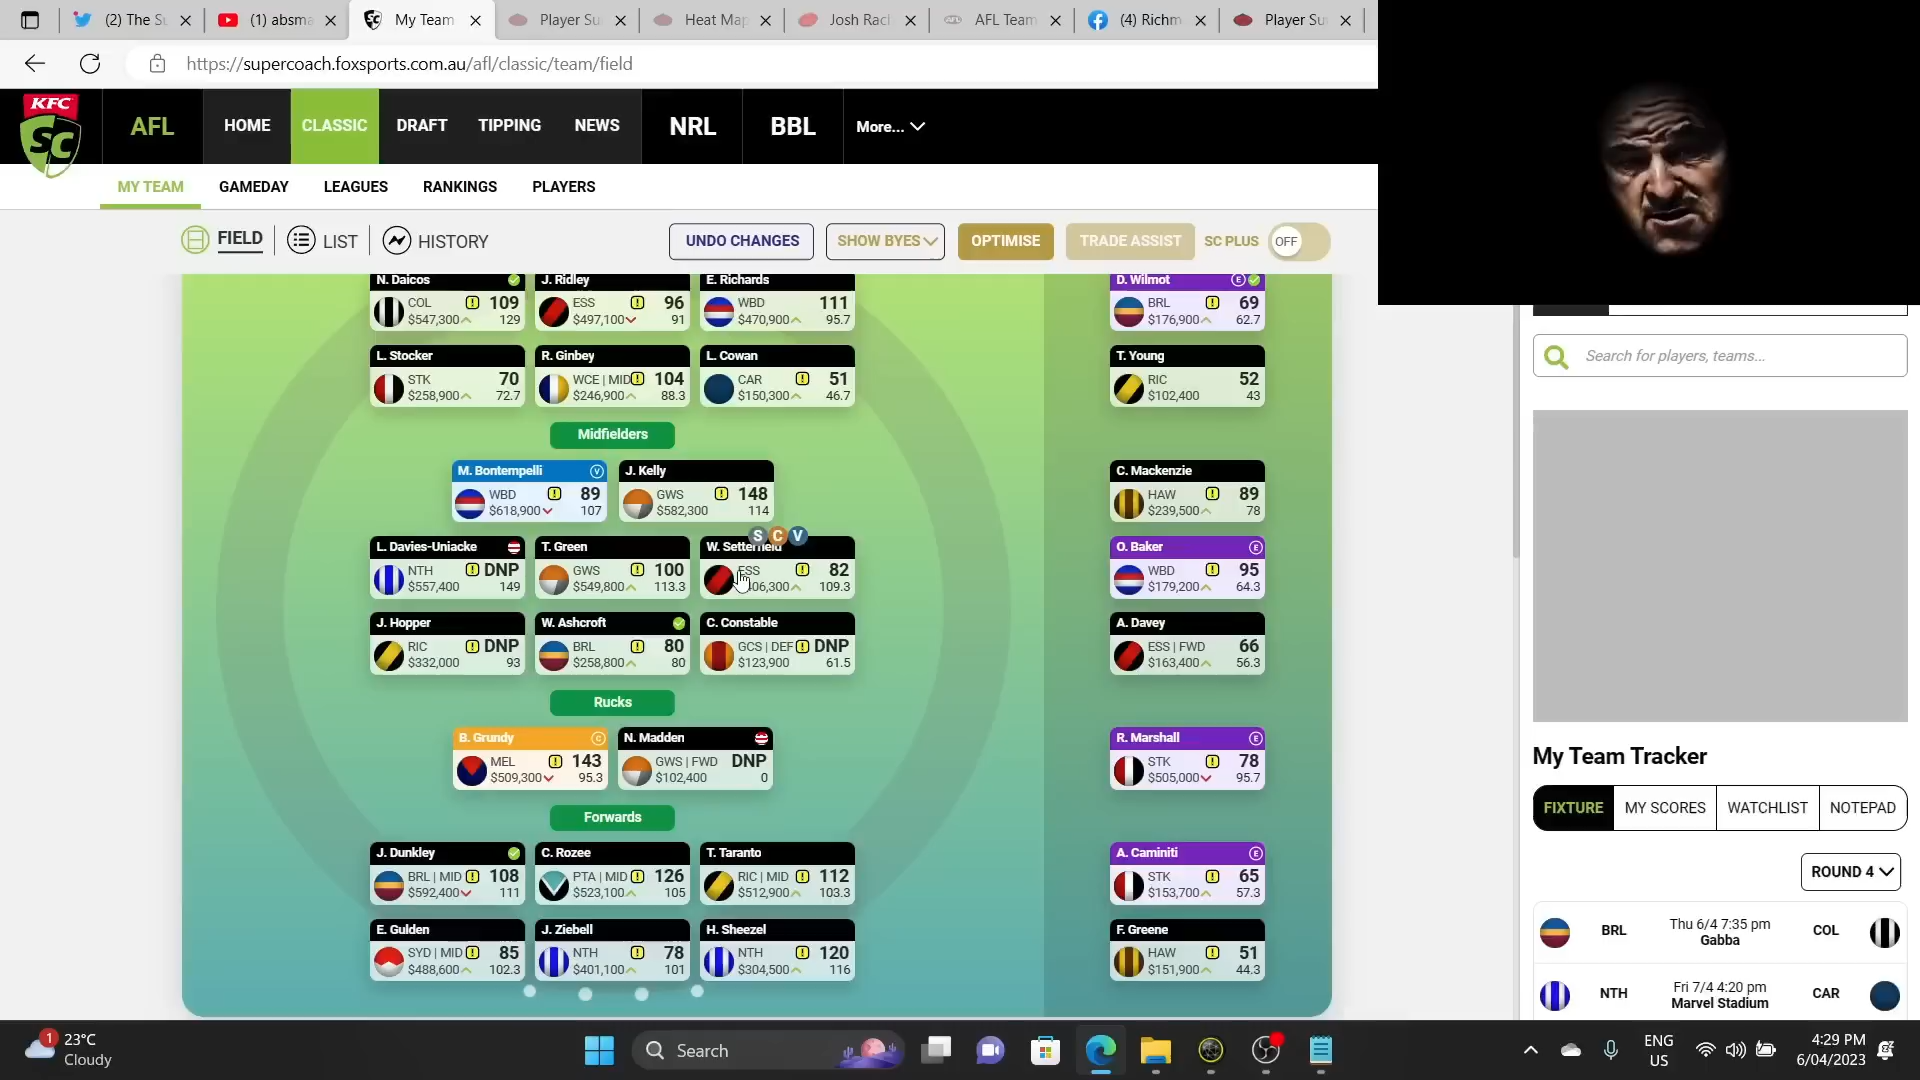 (2) The Su
(1) absma
My Team
Player Su
Heat Map
Josh Racl
AFL Team
(4) Richm
Player Su
https://supercoach.foxsports.com.au/afl/classic/team/field
KFC
SC
AFL
HOME
CLASSIC
DRAFT
TIPPING
NEWS
NRL
BBL
More...
MY TEAM
GAMEDAY
LEAGUES
RANKINGS
PLAYERS
FIELD
LIST
HISTORY
UNDO CHANGES
SHOW BYES
OPTIMISE
TRADE ASSIST
SC PLUS
OFF
N. Daicos
COL ! 109
$547,300 129
J. Ridley
ESS ! 96
$497,100 91
E. Richards
WBD 111
$470,900 95.7
D. Wilmot E
BRL ! 69
$176,900 62.7
L. Stocker
STK 70
$258,900 72.7
R. Ginbey
WCE | MID ! 104
$246,900 88.3
L. Cowan
CAR ! 51
$150,300 46.7
T. Young
RIC 52
$102,400 43
Midfielders
M. Bontempelli V
WBD ! 89
$618,900 107
J. Kelly
GWS ! 148
$582,300 114
C. Mackenzie
HAW ! 89
$239,500 78
S C V
L. Davies-Uniacke
NTH ! DNP
$557,400 149
T. Green
GWS ! 100
$549,800 113.3
W. Setterfield
ESS ! 82
406,300 109.3
O. Baker E
WBD ! 95
$179,200 64.3
J. Hopper
RIC ! DNP
$332,000 93
W. Ashcroft
BRL ! 80
$258,800 80
C. Constable
GCS | DEF ! DNP
$123,900 61.5
A. Davey
ESS | FWD 66
$163,400 56.3
Rucks
B. Grundy C
MEL ! 143
$509,300 95.3
N. Madden
GWS | FWD DNP
$102,400 0
R. Marshall E
STK ! 78
$505,000 95.7
Forwards
J. Dunkley
BRL | MID ! 108
$592,400 111
C. Rozee
PTA | MID ! 126
$523,100 105
T. Taranto
RIC | MID ! 112
$512,900 103.3
A. Caminiti E
STK ! 65
$153,700 57.3
E. Gulden
SYD | MID ! 85
$488,600 102.3
J. Ziebell
NTH ! 78
$401,100 101
H. Sheezel
NTH ! 120
$304,500 116
F. Greene
HAW ! 51
$151,900 44.3
Search for players, teams...
My Team Tracker
FIXTURE
MY SCORES
WATCHLIST
NOTEPAD
ROUND 4
BRL
Thu 6/4 7:35 pm
Gabba
COL
NTH
Fri 7/4 4:20 pm
Marvel Stadium
CAR
1
23°C
Cloudy
Search
ENG
US
4:29 PM
6/04/2023